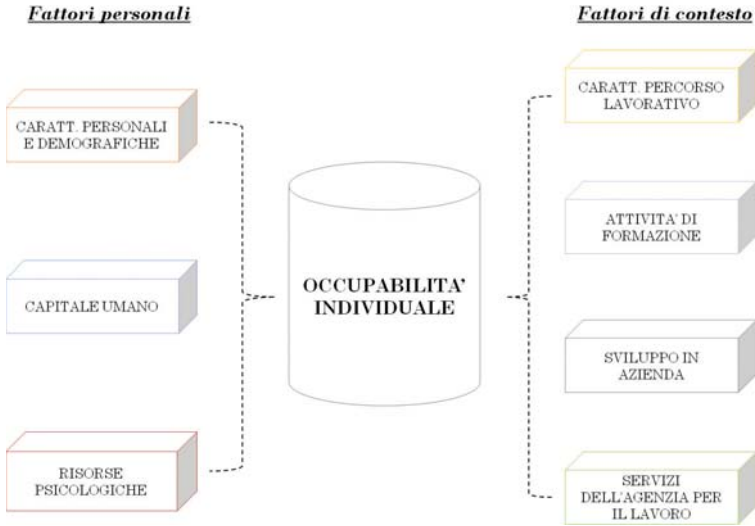 Fattori personali
CARATT. PERSONALI
E DEMOGRAFICHE
CAPITALE UMANO
RISORSE
PSICOLOGICHE
OCCUPABILITA'
INDIVIDUALE
Fattori di contesto
CARATT. PERCORSO
LAVORATIVO
ATTIVITA' DI
FORMAZIONE
SVILUPPO IN
AZIENDA
SERVIZI
DELL'AGENZIA PER
IL LAVORO